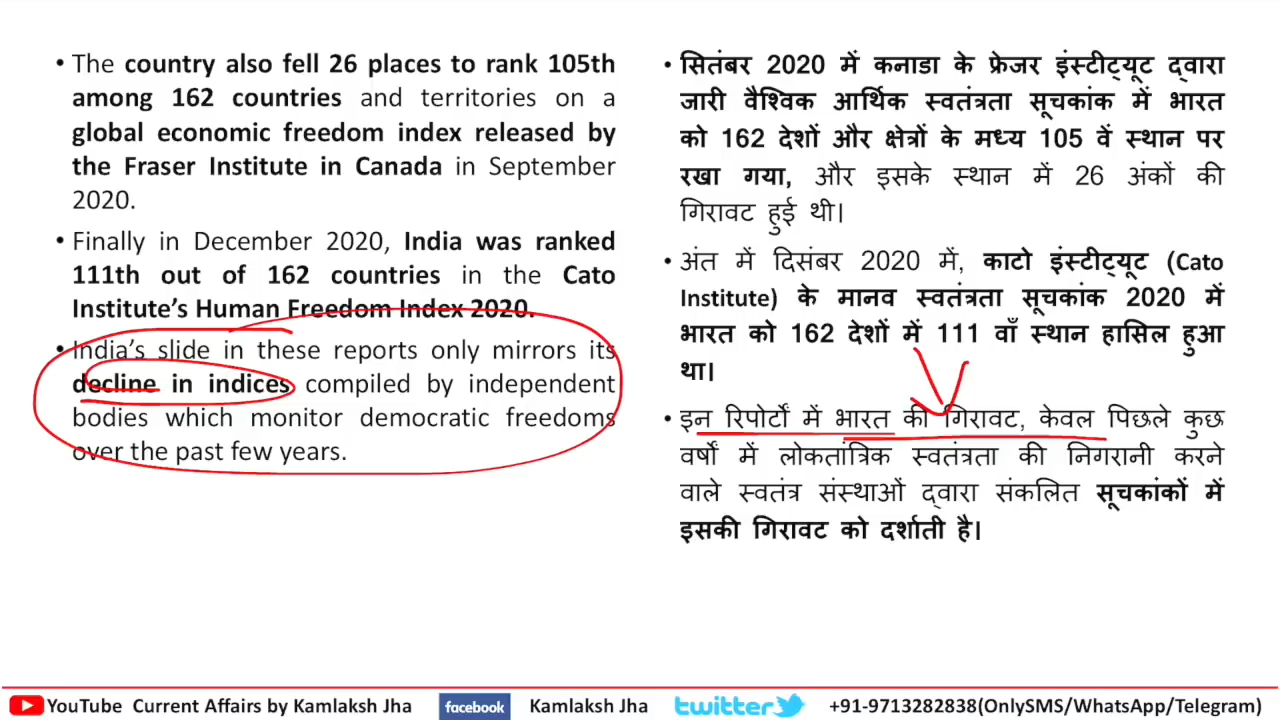 • The country also fell 26 places to rank 105th
among 162 countries and territories on a
global economic freedom index released by
the Fraser Institute in Canada in September
2020.
• Finally in December 2020, India was ranked
111th out of 162 countries in the Cato
Institute’s Human Freedom Index 2020.
• India’s slide in these reports only mirrors its
decline in indices compiled by independent
bodies which monitor democratic freedoms
over the past few years.
• सितंबर 2020 में कनाडा के फ्रेजर इंस्टीट्यूट द्वारा
जारी वैश्विक आर्थिक स्वतंत्रता सूचकांक में भारत
को 162 देशों और क्षेत्रों के मध्य 105 वें स्थान पर
रखा गया, और इसके स्थान में 26 अंकों की
गिरावट हुई थी।
• अंत में दिसंबर 2020 में, काटो इंस्टीट्यूट (Cato
Institute) के मानव स्वतंत्रता सूचकांक 2020 में
भारत को 162 देशों में 111 वाँ स्थान हासिल हुआ
था।
• इन रिपोर्टों में भारत की गिरावट, केवल पिछले कुछ
वर्षों में लोकतांत्रिक स्वतंत्रता की निगरानी करने
वाले स्वतंत्र संस्थाओं द्वारा संकलित सूचकांकों में
इसकी गिरावट को दर्शाती है।
YouTube Current Affairs by Kamlaksh Jha facebook Kamlaksh Jha twitter +91-9713282838(OnlySMS/WhatsApp/Telegram)